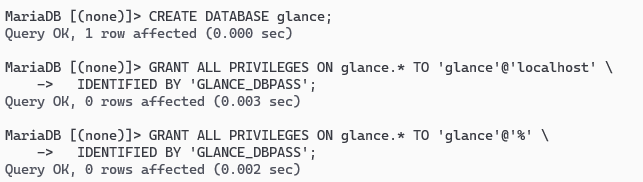 MariaDB [(none)]> CREATE DATABASE glance;
Query OK, 1 row affected (0.000 sec)
MariaDB [(none)]> GRANT ALL PRIVILEGES ON glance.* TO 'glance'@'localhost' \
    ->   IDENTIFIED BY 'GLANCE_DBPASS';
Query OK, 0 rows affected (0.003 sec)
MariaDB [(none)]> GRANT ALL PRIVILEGES ON glance.* TO 'glance'@'%' \
    ->   IDENTIFIED BY 'GLANCE_DBPASS';
Query OK, 0 rows affected (0.002 sec)